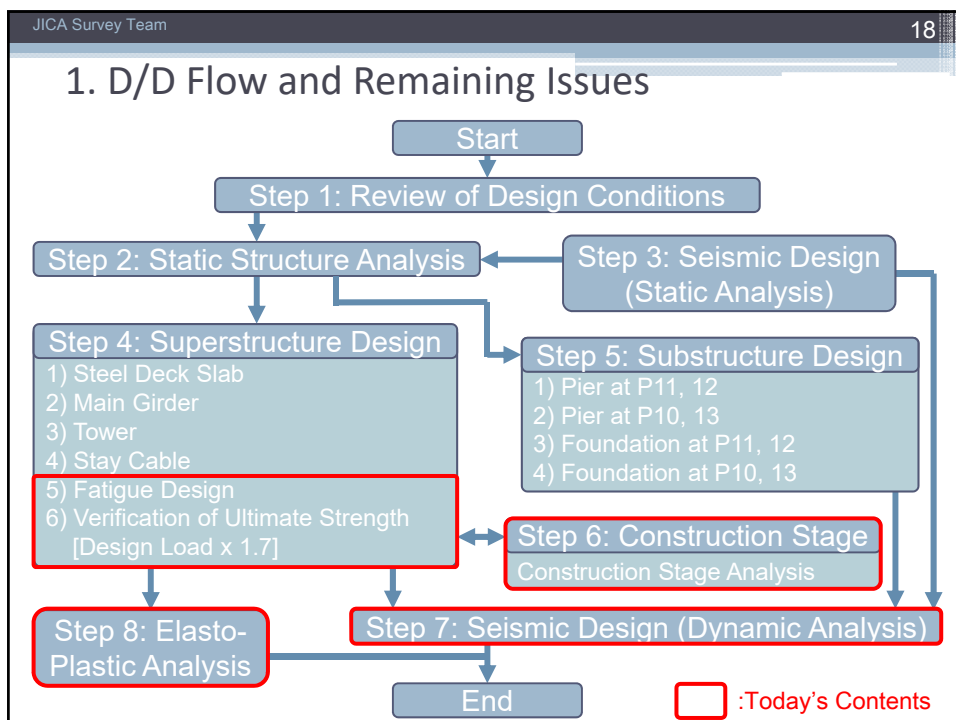 JICA Survey Team
18
1. D/D Flow and Remaining Issues
Start
Step 1: Review of Design Conditions
Step 2: Static Structure Analysis
Step 3: Seismic Design
(Static Analysis)
Step 4: Superstructure Design
1) Steel Deck Slab
2) Main Girder
3) Tower
4) Stay Cable
5) Fatigue Design
6) Verification of Ultimate Strength
[Design Load x 1.7]
Step 5: Substructure Design
1) Pier at P11, 12
2) Pier at P10, 13
3) Foundation at P11, 12
4) Foundation at P10, 13
Step 6: Construction Stage
Construction Stage Analysis
Step 8: Elasto-
Plastic Analysis
Step 7: Seismic Design (Dynamic Analysis)
End
:Today's Contents